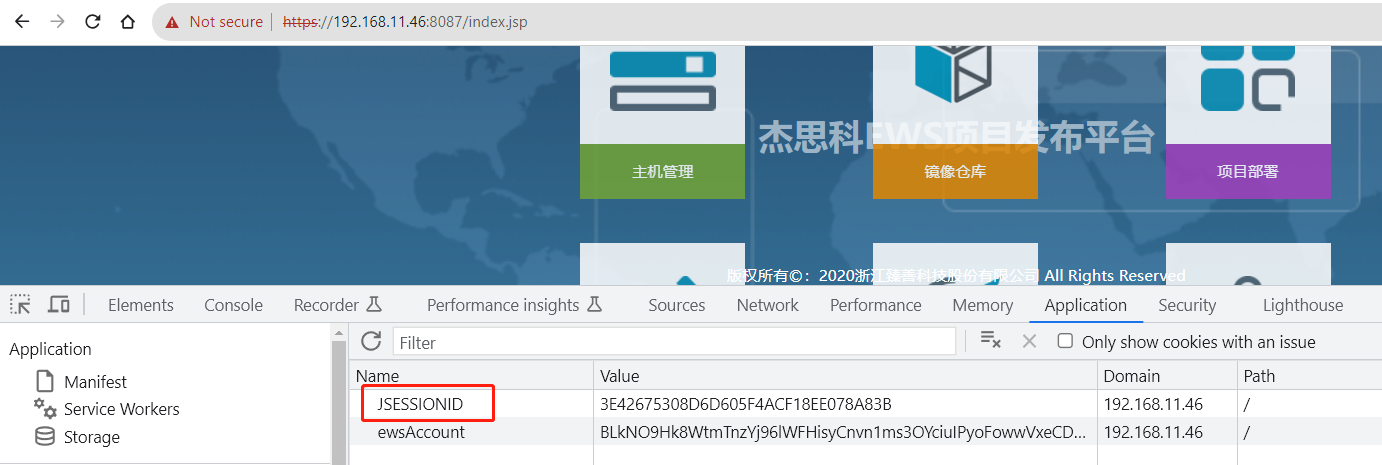 Not secure | https://192.168.11.46:8087/index.jsp
杰思科EWS项目发布平台
主机管理 镜像仓库 项目部署
版权所有©：2020浙江臻善科技股份有限公司 All Rights Reserved
Elements Console Recorder Performance insights Sources Network Performance Memory Application Security Lighthouse
Application
Manifest
Service Workers
Storage
Filter
Only show cookies with an issue
Name Value Domain Path
JSESSIONID 3E42675308D6D605F4ACF18EE078A83B 192.168.11.46 /
ewsAccount BLkNO9Hk8WtmTnzYj96lWFHisyCnvn1ms3OYciuIPyoFowwVxeCD... 192.168.11.46 /